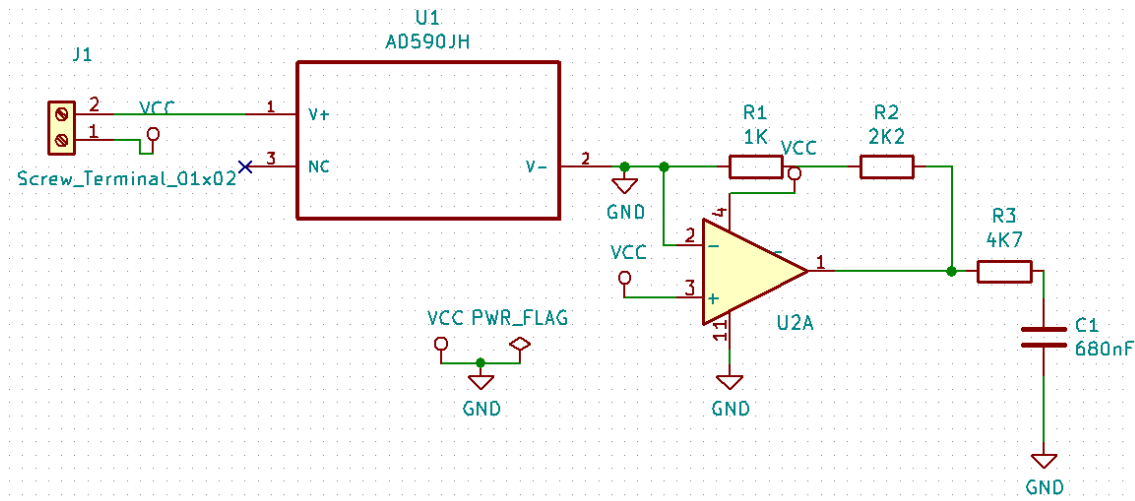 U1
AD590JH
J1
2
VCC
1
V+
1
3
NC
V-
2
Screw_Terminal_01x02
GND
R1
1K
VCC
R2
2K2
4
2
-
VCC
3
+
1
11
U2A
GND
R3
4K7
C1
680nF
GND
VCC
PWR_FLAG
GND